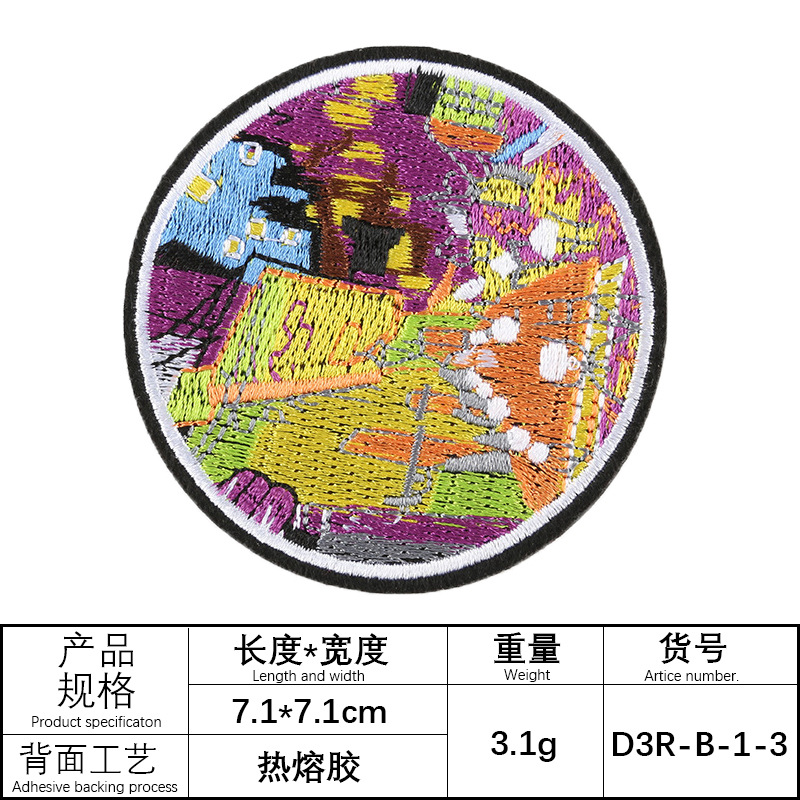 产品
规格
Product specificaton
长度*宽度
Length and width
重量
Weight
货号
Artice number.
7.1*7.1cm
3.1g
D3R-B-1-3
背面工艺
Adhesive backing process
热熔胶